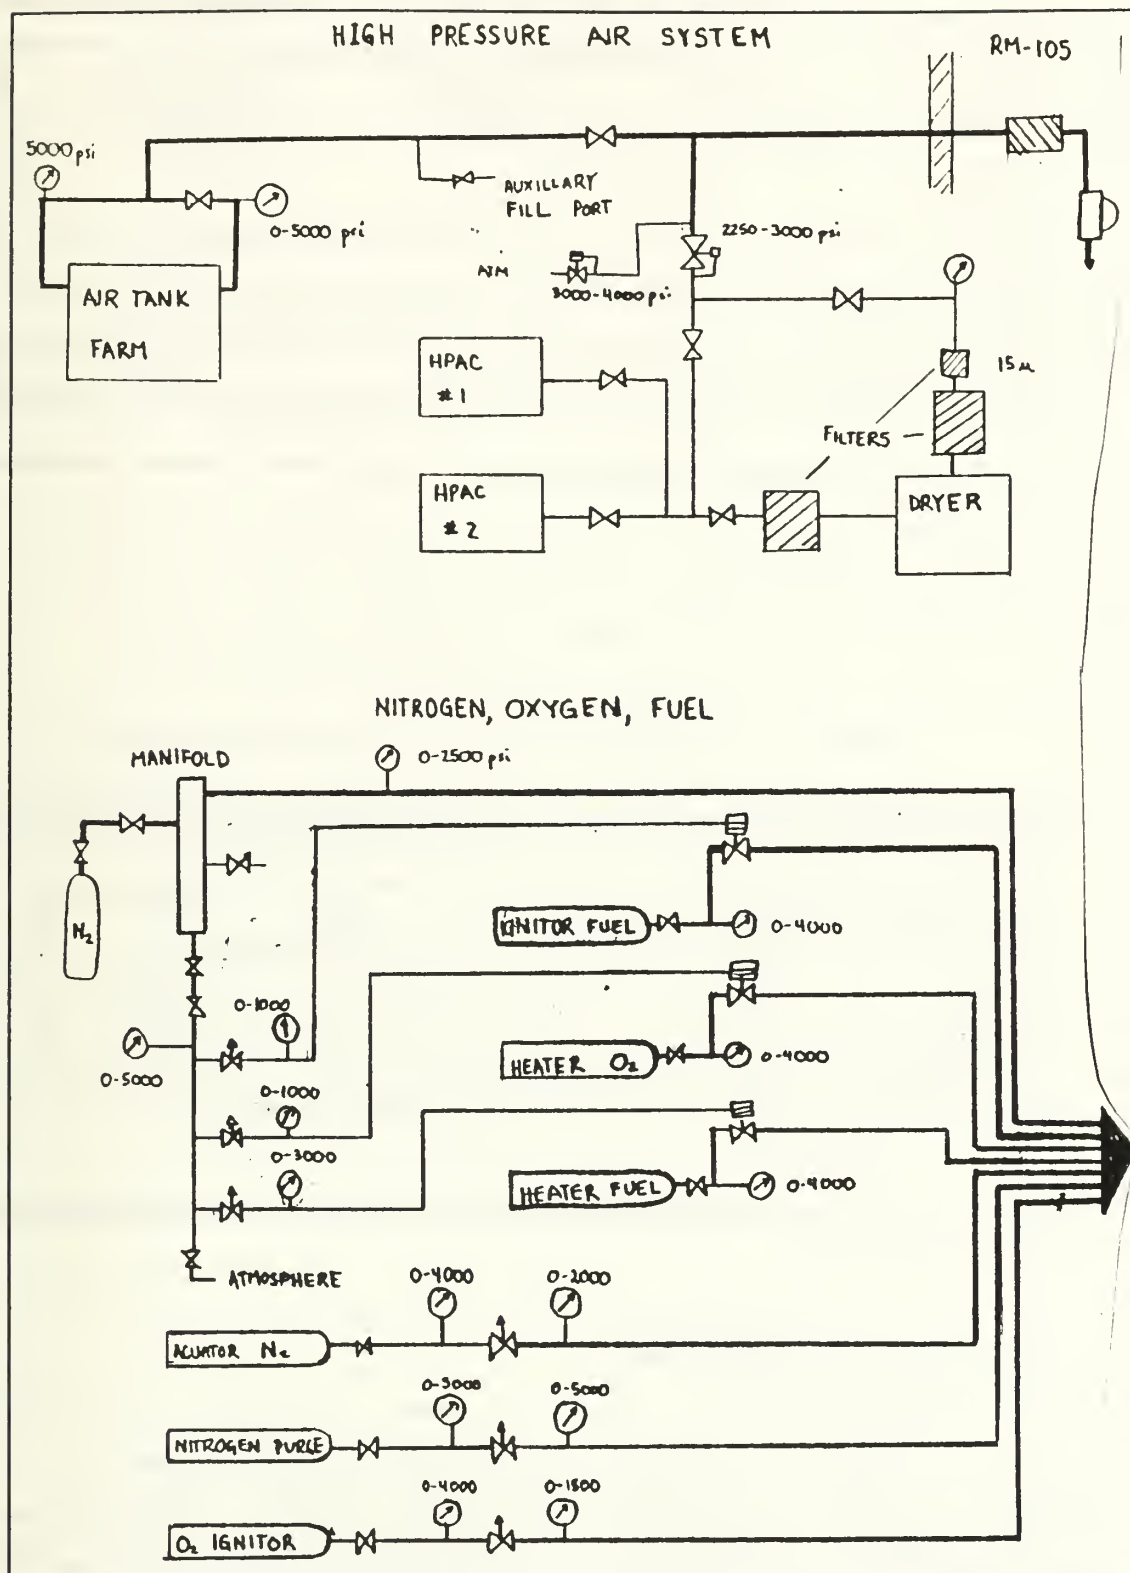 HIGH PRESSURE AIR SYSTEM
RM-105
5000 psi
0-5000 psi
AUXILLARY
FILL PORT
ATM
2250-3000 psi
3000-4000 psi
AIR TANK
FARM
HPAC
#1
15µ
FILTERS
HPAC
#2
DRYER
NITROGEN, OXYGEN, FUEL
MANIFOLD
0-2500 psi
N2
IGNITOR FUEL
0-4000
0-1000
0-5000
HEATER O2
0-4000
0-1000
0-3000
HEATER FUEL
0-4000
ATMOSPHERE
0-4000
0-2000
ACUATOR N2
0-3000
0-5000
NITROGEN PURGE
0-4000
0-1500
O2 IGNITOR